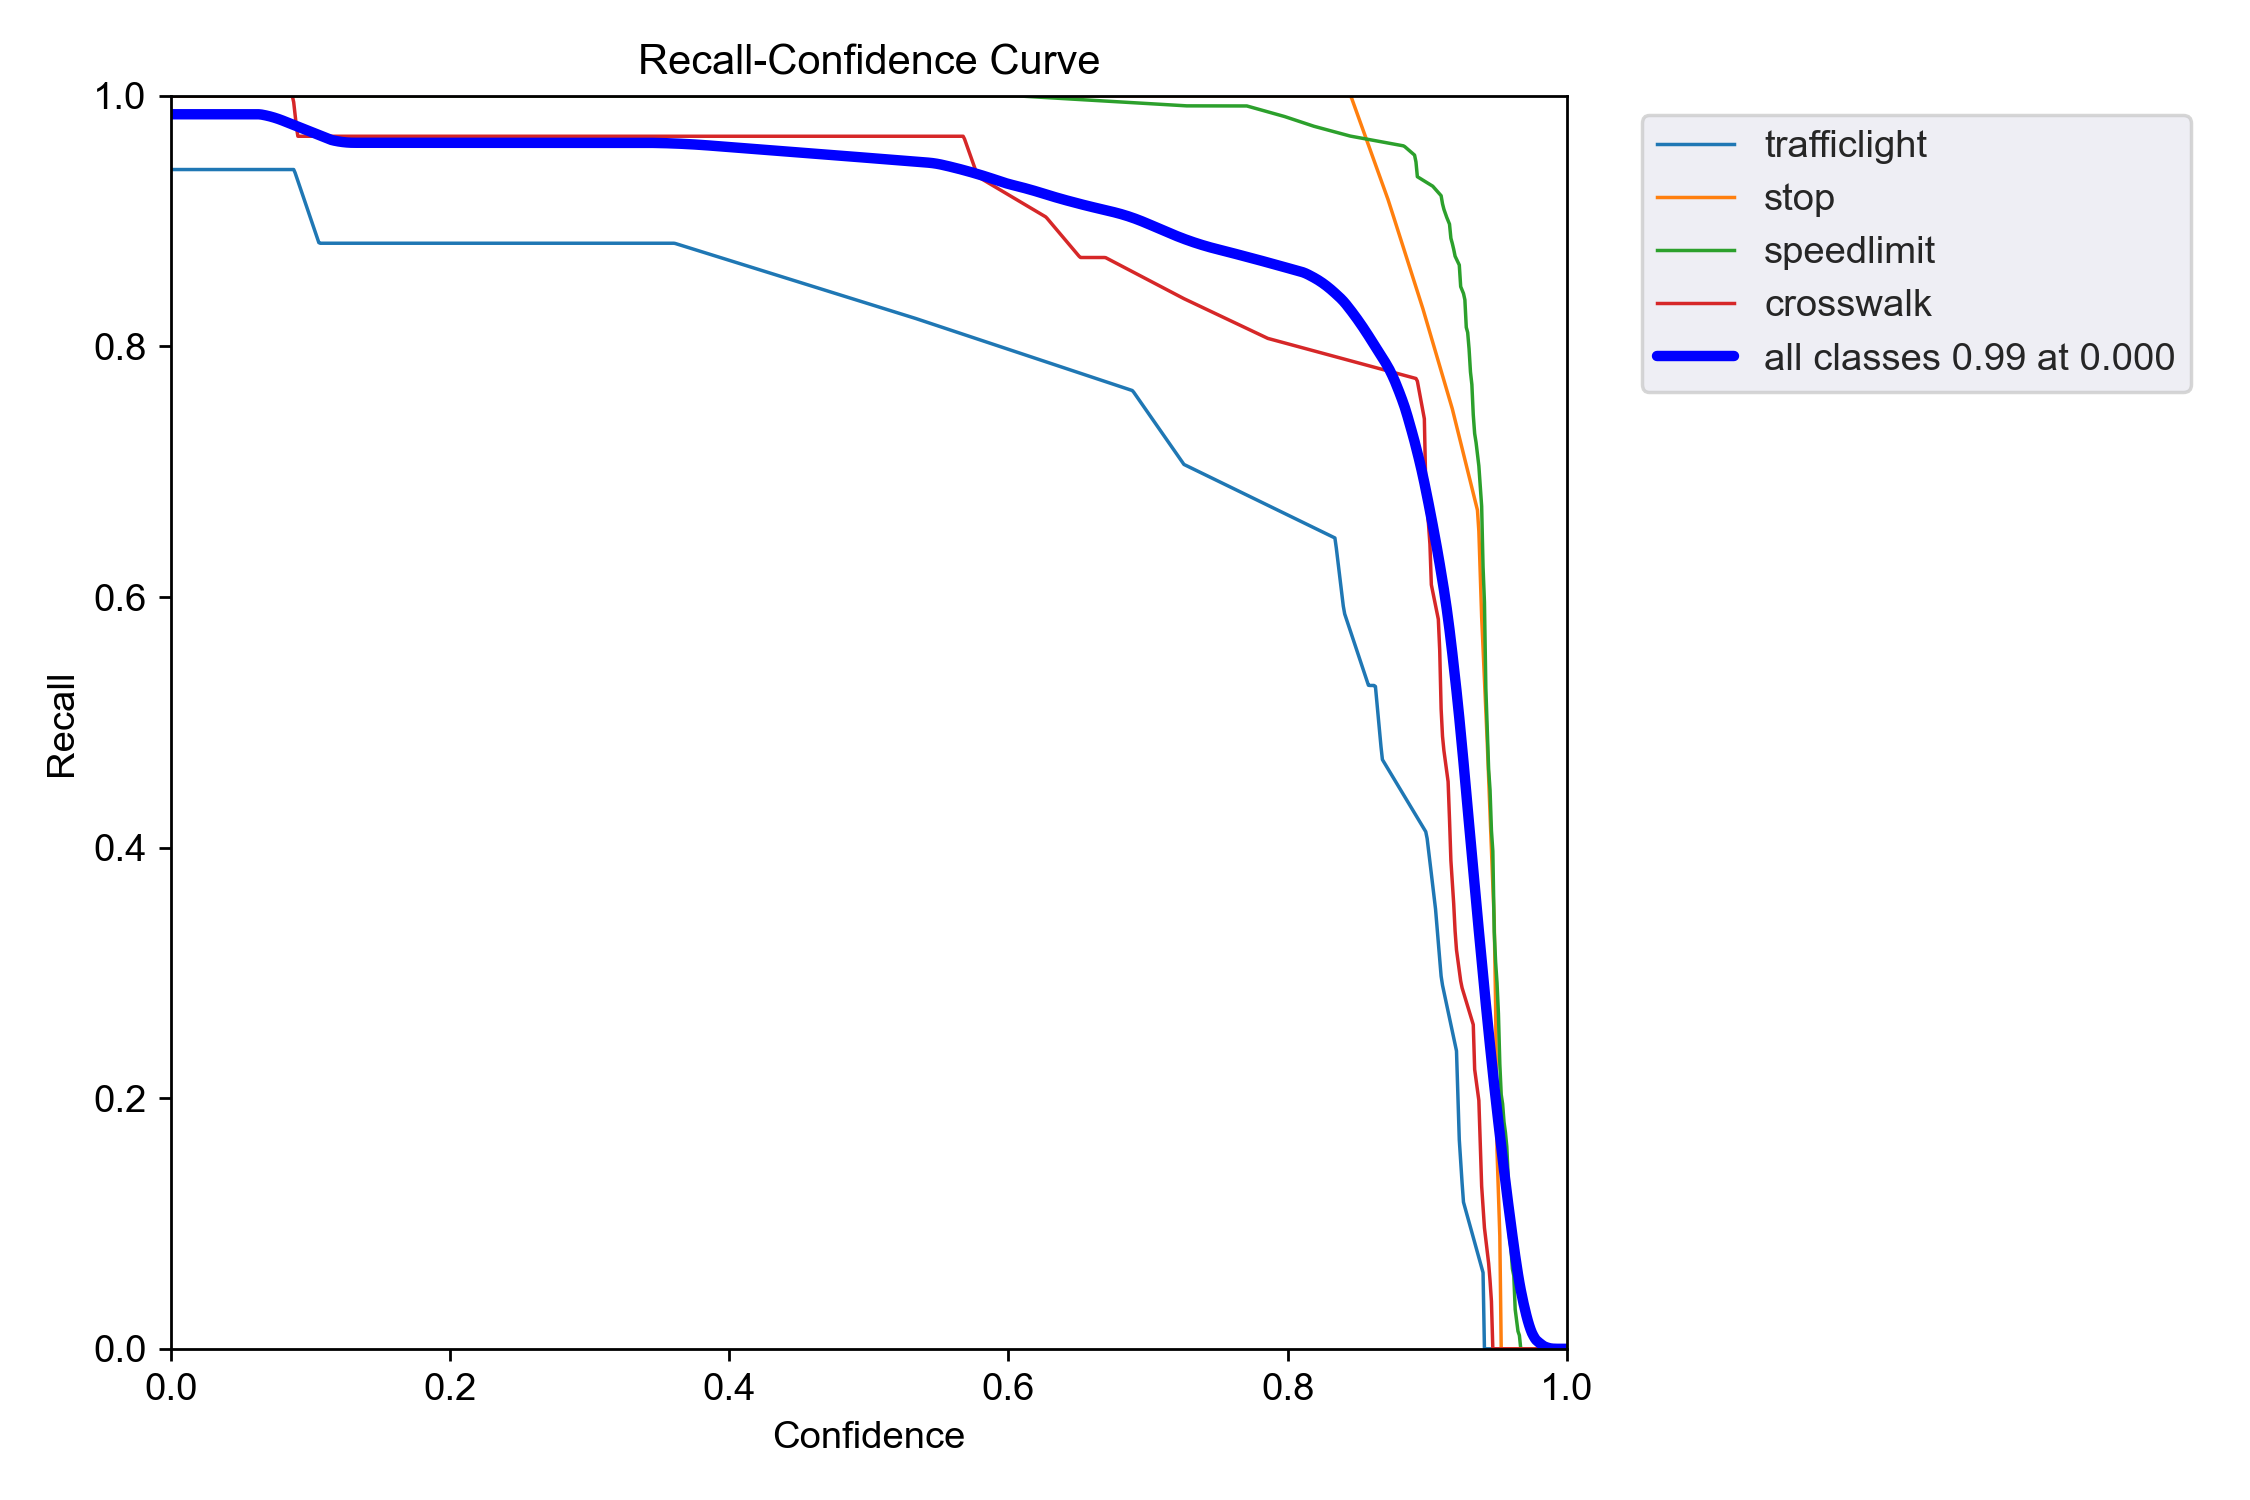 Recall-Confidence Curve
1.0
0.8
0.6
0.4
0.2
0.0
Recall
0.0 0.2 0.4 0.6 0.8 1.0
Confidence
trafficlight
stop
speedlimit
crosswalk
all classes 0.99 at 0.000